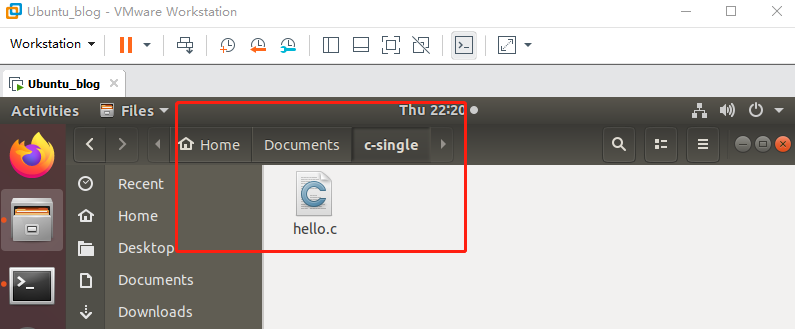 Ubuntu_blog - VMware Workstation
Workstation
Ubuntu_blog
Activities Files Thu 22:20
Home Documents c-single
Recent
Home
Desktop
Documents
Downloads
hello.c